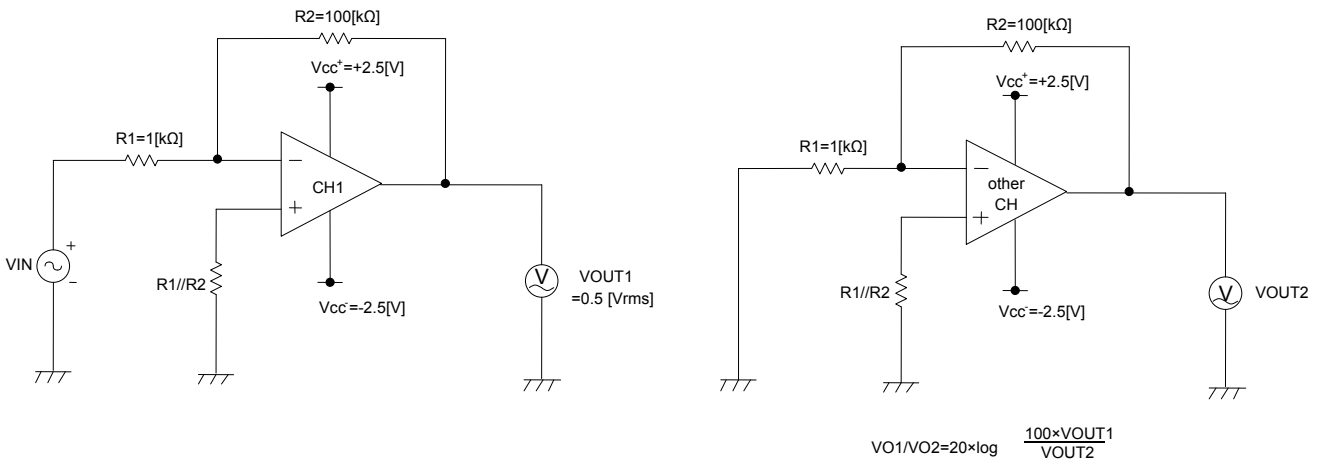 R2=100[kΩ]
Vcc+=+2.5[V]
R1=1[kΩ]
−
CH1
+
VIN
+
−
R1//R2
Vcc-=-2.5[V]
V
VOUT1
=0.5 [Vrms]
R2=100[kΩ]
Vcc+=+2.5[V]
R1=1[kΩ]
−
other
CH
+
R1//R2
Vcc-=-2.5[V]
V
VOUT2
VO1/VO2=20×log 100×VOUT1
VOUT2